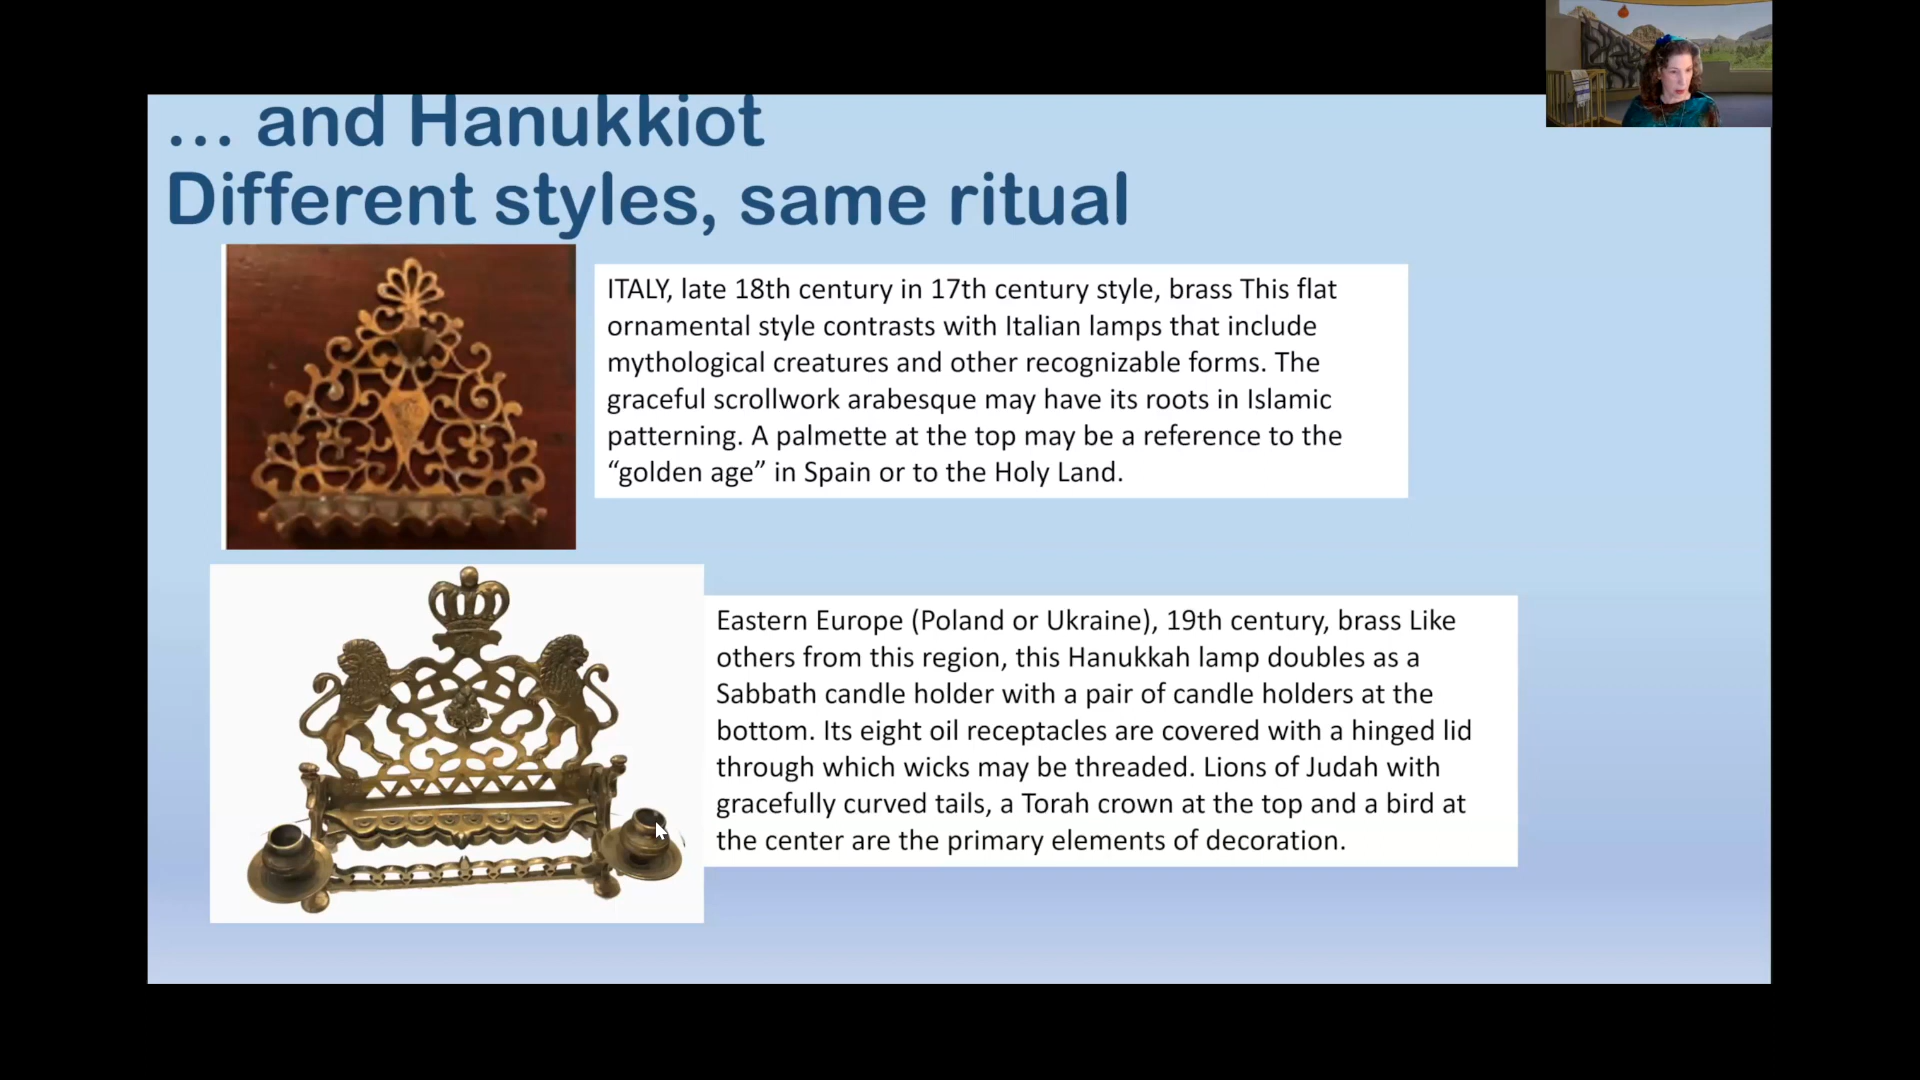 ... and Hanukkiot
Different styles, same ritual
ITALY, late 18th century in 17th century style, brass This flat
ornamental style contrasts with Italian lamps that include
mythological creatures and other recognizable forms. The
graceful scrollwork arabesque may have its roots in Islamic
patterning. A palmette at the top may be a reference to the
“golden age” in Spain or to the Holy Land.
Eastern Europe (Poland or Ukraine), 19th century, brass Like
others from this region, this Hanukkah lamp doubles as a
Sabbath candle holder with a pair of candle holders at the
bottom. Its eight oil receptacles are covered with a hinged lid
through which wicks may be threaded. Lions of Judah with
gracefully curved tails, a Torah crown at the top and a bird at
the center are the primary elements of decoration.